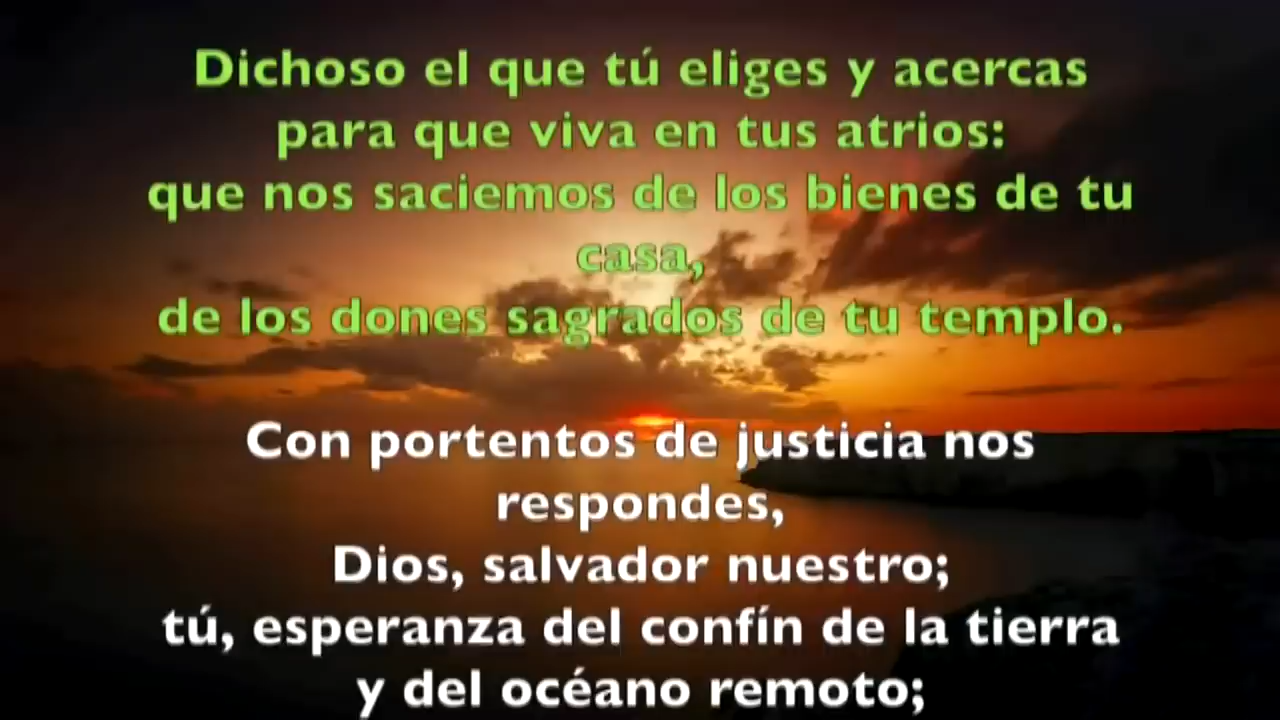 Dichoso el que tú eliges y acercas
para que viva en tus atrios:
que nos saciemos de los bienes de tu
casa,
de los dones sagrados de tu templo.
Con portentos de justicia nos
respondes,
Dios, salvador nuestro;
tú, esperanza del confín de la tierra
y del océano remoto;